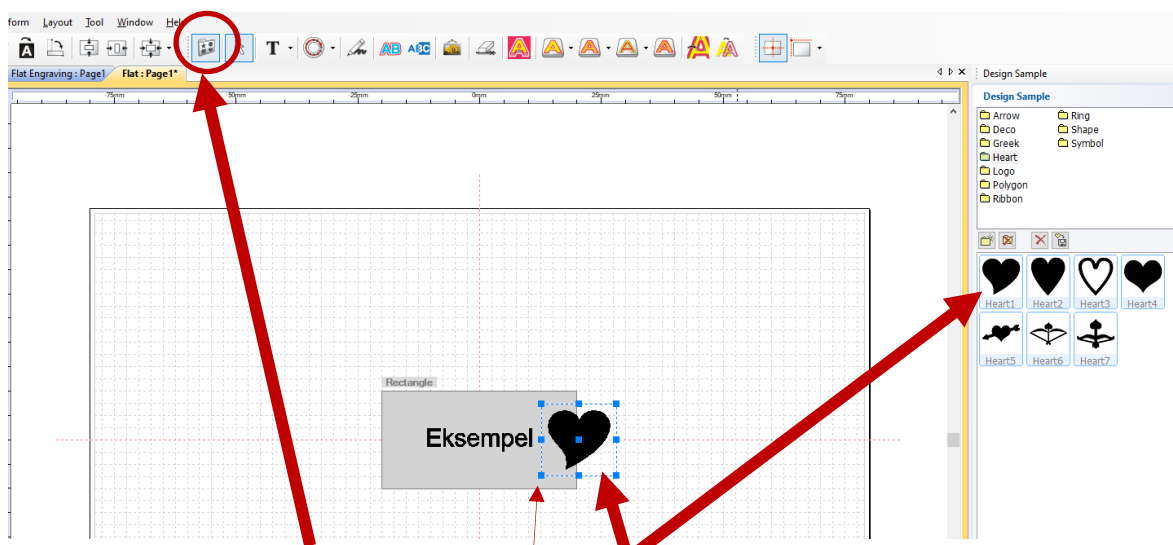 form Layout Tool Window Hel
A T AB ABC A A A A A A A
Flat Engraving : Page1 Flat : Page1*
Design Sample
-75mm -50mm -25mm 0mm 25mm 50mm 75mm
Design Sample
Arrow Ring
Deco Shape
Greek Symbol
Heart
Logo
Polygon
Ribbon
Heart1 Heart2 Heart3 Heart4
Heart5 Heart6 Heart7
Rectangle
Eksempel